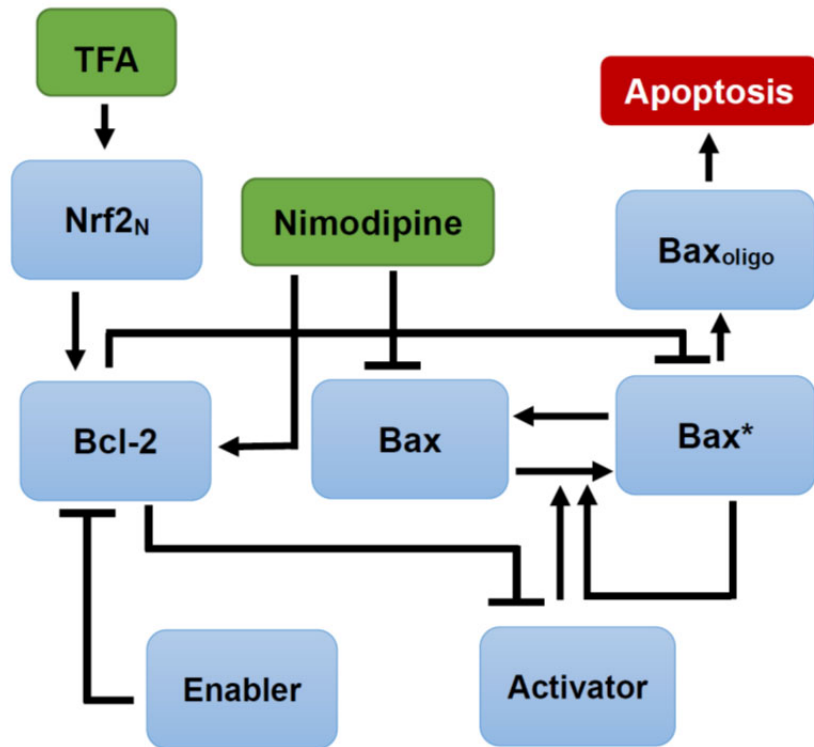 TFA
Apoptosis
Nrf2N
Nimodipine
Baxoligo
Bcl-2
Bax
Bax*
Enabler
Activator